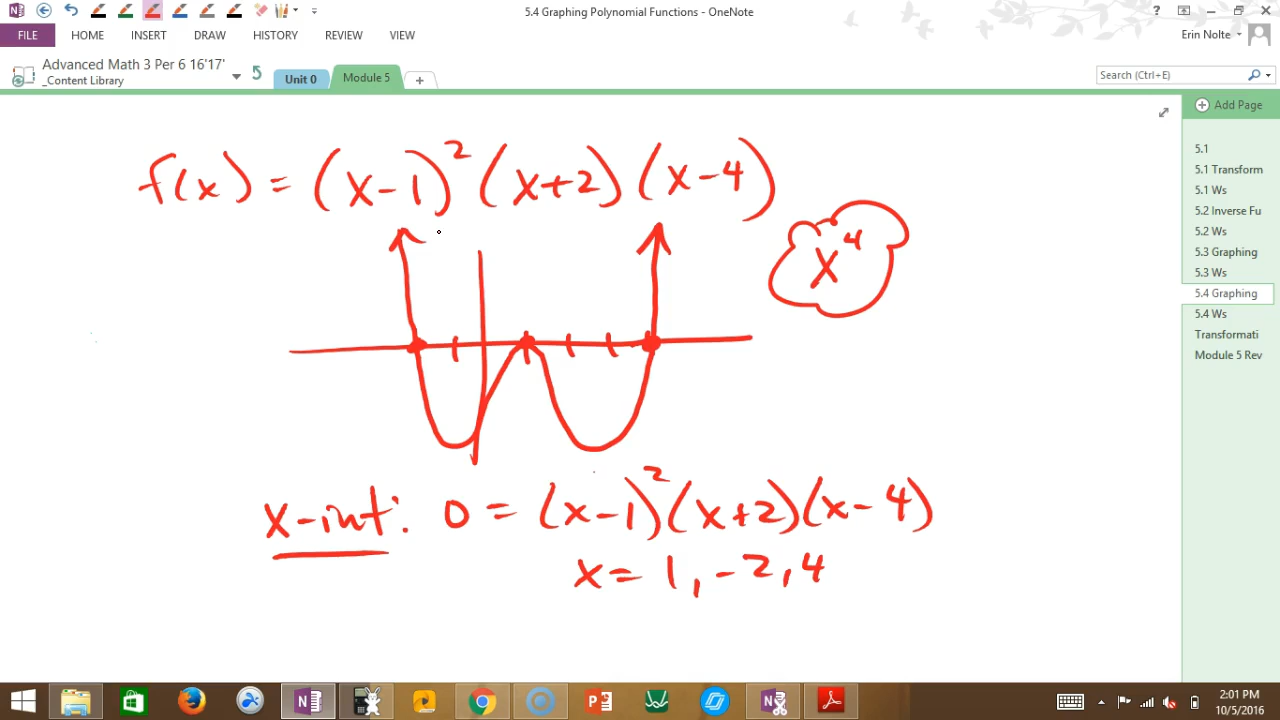 5.4 Graphing Polynomial Functions - OneNote
?
FILE HOME INSERT DRAW HISTORY REVIEW VIEW
Erin Nolte
Advanced Math 3 Per 6 16'17'
_Content Library
Unit 0
Module 5
Search (Ctrl+E)
Add Page
5.1
5.1 Transform
5.1 Ws
5.2 Inverse Fu
5.2 Ws
5.3 Graphing
5.3 Ws
5.4 Graphing
5.4 Ws
Transformati
Module 5 Rev
f(x) = (x-1)² (x+2) (x-4)
x⁴
x-int: 0 = (x-1)² (x+2)(x-4)
x = 1, -2, 4
2:01 PM
10/5/2016